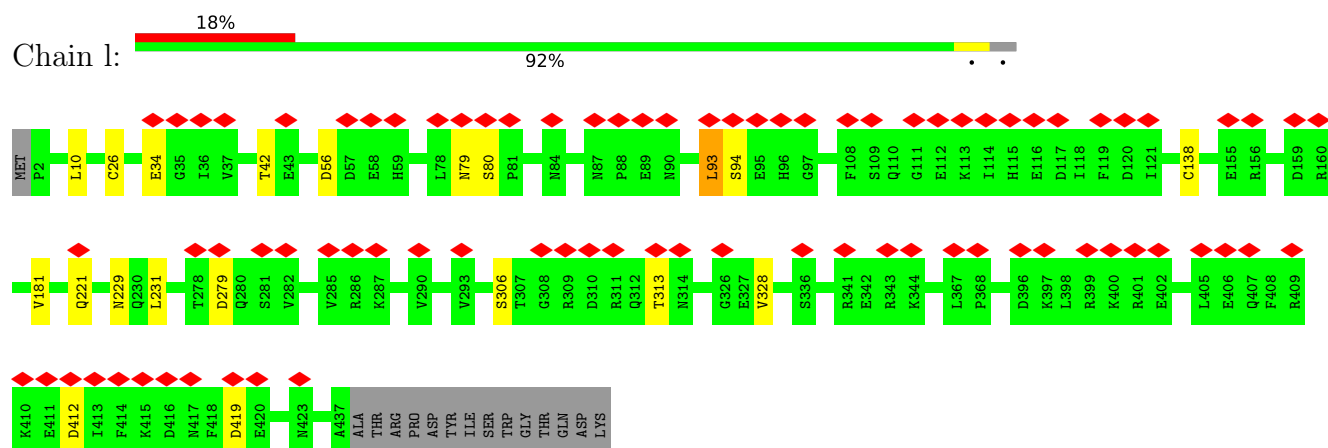 18%
Chain l:
92%
• •
MET P2 L10 C26 E34 G35 I36 V37 T42 E43 D56 D57 E58 H59 L78 N79 S80 P81 N84 N87 P88 E89 N90 L93 S94 E95 H96 G97 F108 S109 Q110 G111 E112 K113 I114 H115 E116 D117 I118 F119 D120 I121 C138 E155 R156 D159 R160
V181 Q221 N229 Q230 L231 T278 D279 Q280 S281 V282 V285 R286 K287 V290 V293 S306 T307 G308 R309 D310 R311 Q312 T313 N314 G326 E327 V328 S336 R341 E342 R343 K344 L367 P368 D396 K397 L398 R399 K400 R401 E402 L405 E406 Q407 F408 R409
K410 E411 D412 I413 F414 K415 D416 N417 F418 D419 E420 N423 A437 ALA THR ARG PRO ASP TYR ILE SER TRP GLY THR GLN ASP LYS